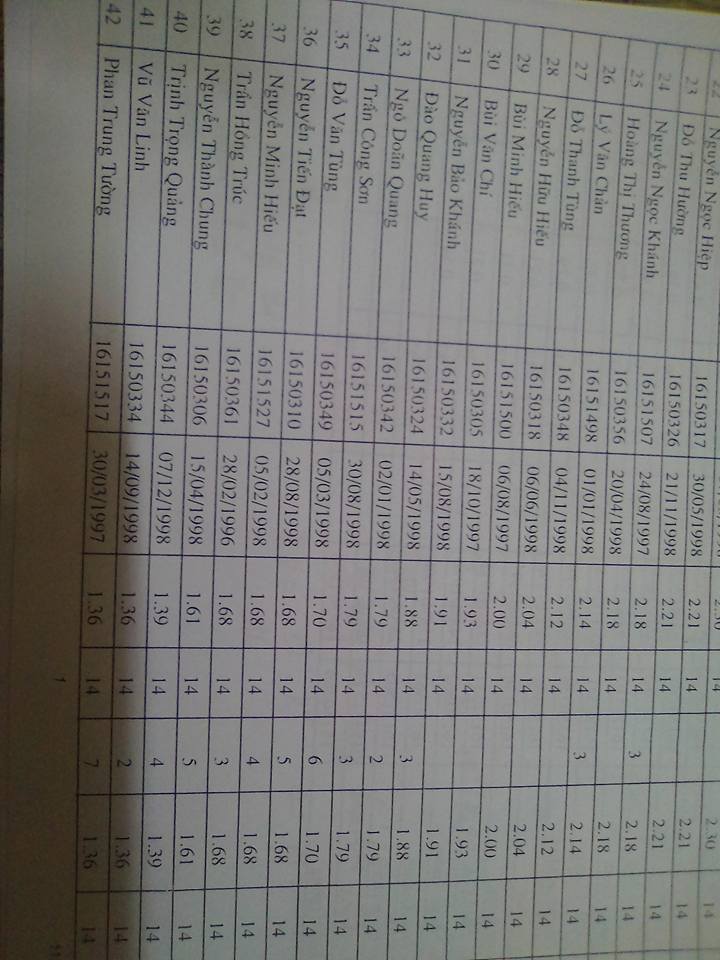 2.30 14 2.30 14
22 Nguyễn Ngọc Hiệp 16150317 30/05/1998 2.21 14 2.21 14
23 Đỗ Thu Hường 16150326 21/11/1998 2.21 14 2.21 14
24 Nguyễn Ngọc Khánh 16151507 24/08/1997 2.18 14 3 2.18 14
25 Hoàng Thị Thương 16150356 20/04/1998 2.18 14 2.18 14
26 Lý Văn Chản 16151498 01/01/1998 2.14 14 3 2.14 14
27 Đỗ Thanh Tùng 16150348 04/11/1998 2.12 14 2.12 14
28 Nguyễn Hữu Hiếu 16150318 06/06/1998 2.04 14 2.04 14
29 Bùi Minh Hiếu 16151500 06/08/1997 2.00 14 2.00 14
30 Bùi Văn Chí 16150305 18/10/1997 1.93 14 1.93 14
31 Nguyễn Bảo Khánh 16150332 15/08/1998 1.91 14 1.91 14
32 Đào Quang Huy 16150324 14/05/1998 1.88 14 3 1.88 14
33 Ngô Doãn Quang 16150342 02/01/1998 1.79 14 2 1.79 14
34 Trần Công Sơn 16151515 30/08/1998 1.79 14 3 1.79 14
35 Đỗ Văn Tùng 16150349 05/03/1998 1.70 14 6 1.70 14
36 Nguyễn Tiến Đạt 16150310 28/08/1998 1.68 14 5 1.68 14
37 Nguyễn Minh Hiếu 16151527 05/02/1998 1.68 14 4 1.68 14
38 Trần Hồng Trúc 16150361 28/02/1996 1.68 14 3 1.68 14
39 Nguyễn Thành Chung 16150306 15/04/1998 1.61 14 5 1.61 14
40 Trịnh Trọng Quảng 16150344 07/12/1998 1.39 14 4 1.39 14
41 Vũ Văn Linh 16150334 14/09/1998 1.36 14 2 1.36 14
42 Phan Trung Tường 16151517 30/03/1997 1.36 14 7 1.36 14
1